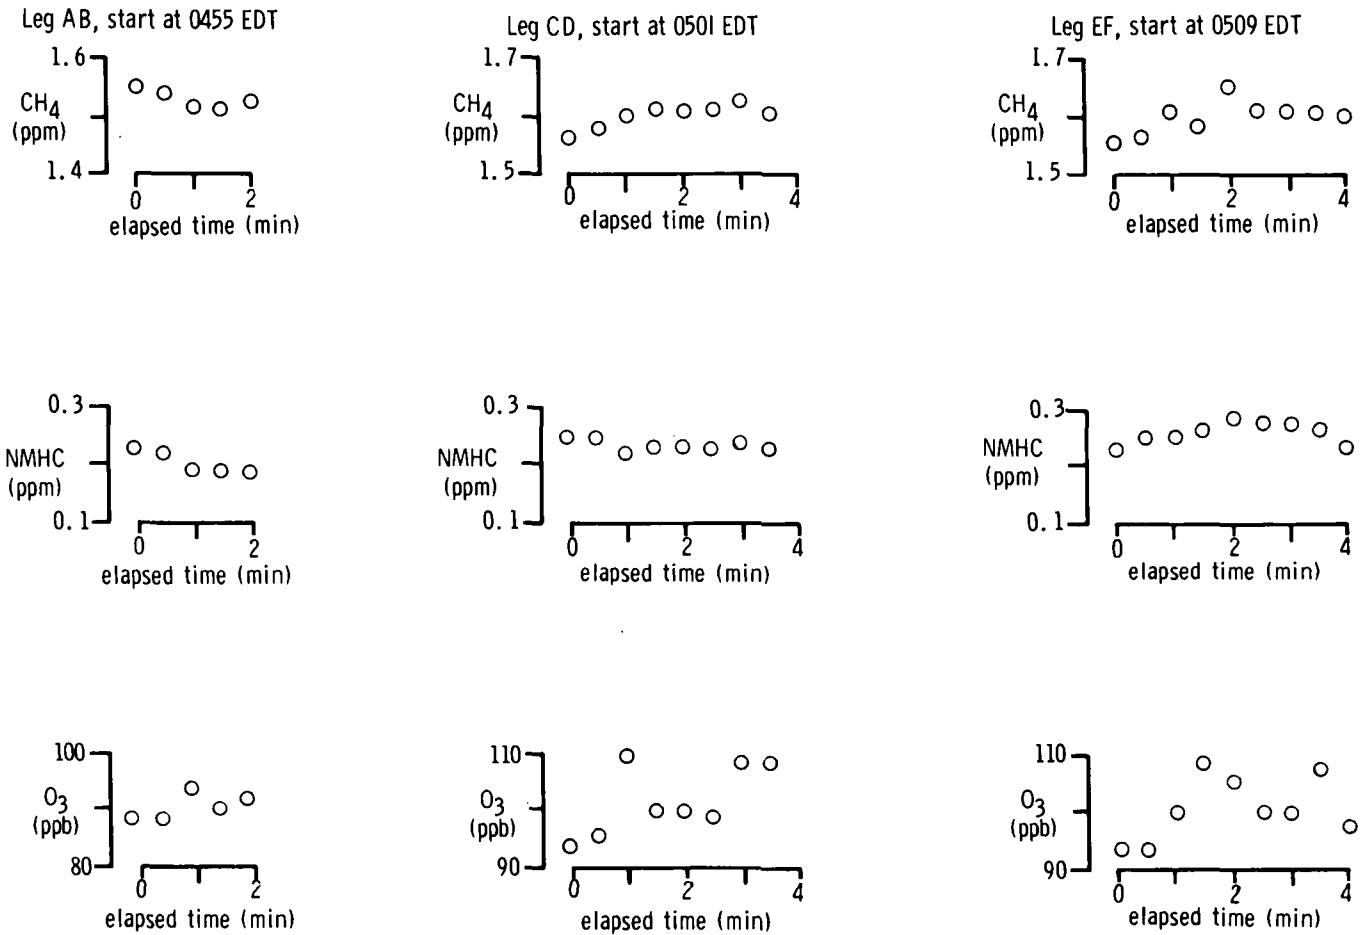 Leg AB, start at 0455 EDT
1.6
CH4
(ppm)
1.4
0 2
elapsed time (min)
Leg CD, start at 0501 EDT
1.7
CH4
(ppm)
1.5
0 2 4
elapsed time (min)
Leg EF, start at 0509 EDT
1.7
CH4
(ppm)
1.5
0 2 4
elapsed time (min)
0.3
NMHC
(ppm)
0.1
0 2
elapsed time (min)
0.3
NMHC
(ppm)
0.1
0 2 4
elapsed time (min)
0.3
NMHC
(ppm)
0.1
0 2 4
elapsed time (min)
100
O3
(ppb)
80
0 2
elapsed time (min)
110
O3
(ppb)
90
0 2 4
elapsed time (min)
110
O3
(ppb)
90
0 2 4
elapsed time (min)